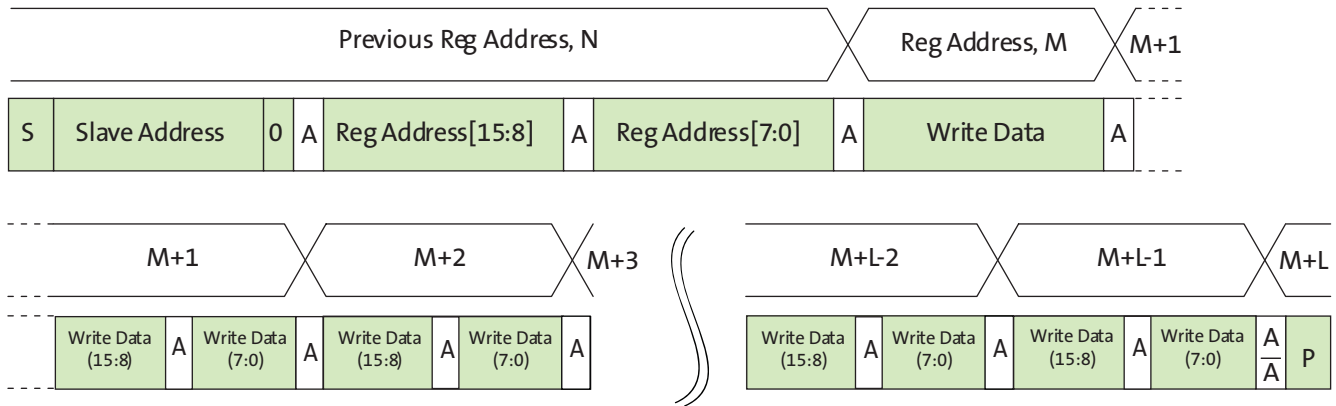 Previous Reg Address, N Reg Address, M M+1
S Slave Address 0 A Reg Address[15:8] A Reg Address[7:0] A Write Data A
M+1 M+2 M+3 M+L-2 M+L-1 M+L
Write Data (15:8) A Write Data (7:0) A Write Data (15:8) A Write Data (7:0) A Write Data (15:8) A Write Data (7:0) A Write Data (15:8) A Write Data (7:0) A A̅ P